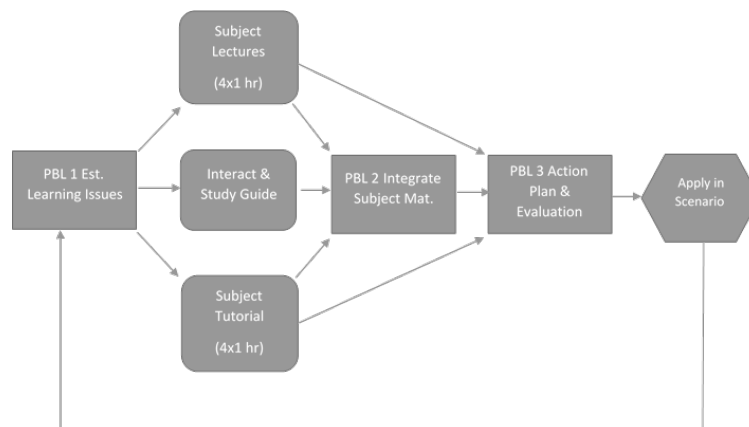 Subject
Lectures
(4x1 hr)
PBL 1 Est.
Learning Issues
Interact &
Study Guide
PBL 2 Integrate
Subject Mat.
PBL 3 Action
Plan &
Evaluation
Apply in
Scenario
Subject
Tutorial
(4x1 hr)